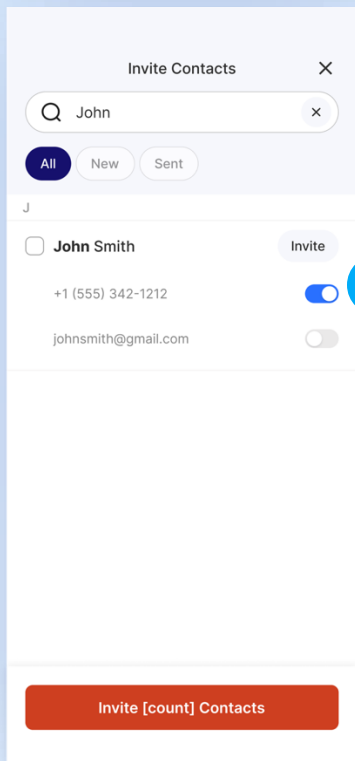 Invite Contacts
John
All New Sent
J
John Smith Invite
+1 (555) 342-1212
johnsmith@gmail.com
Invite [count] Contacts